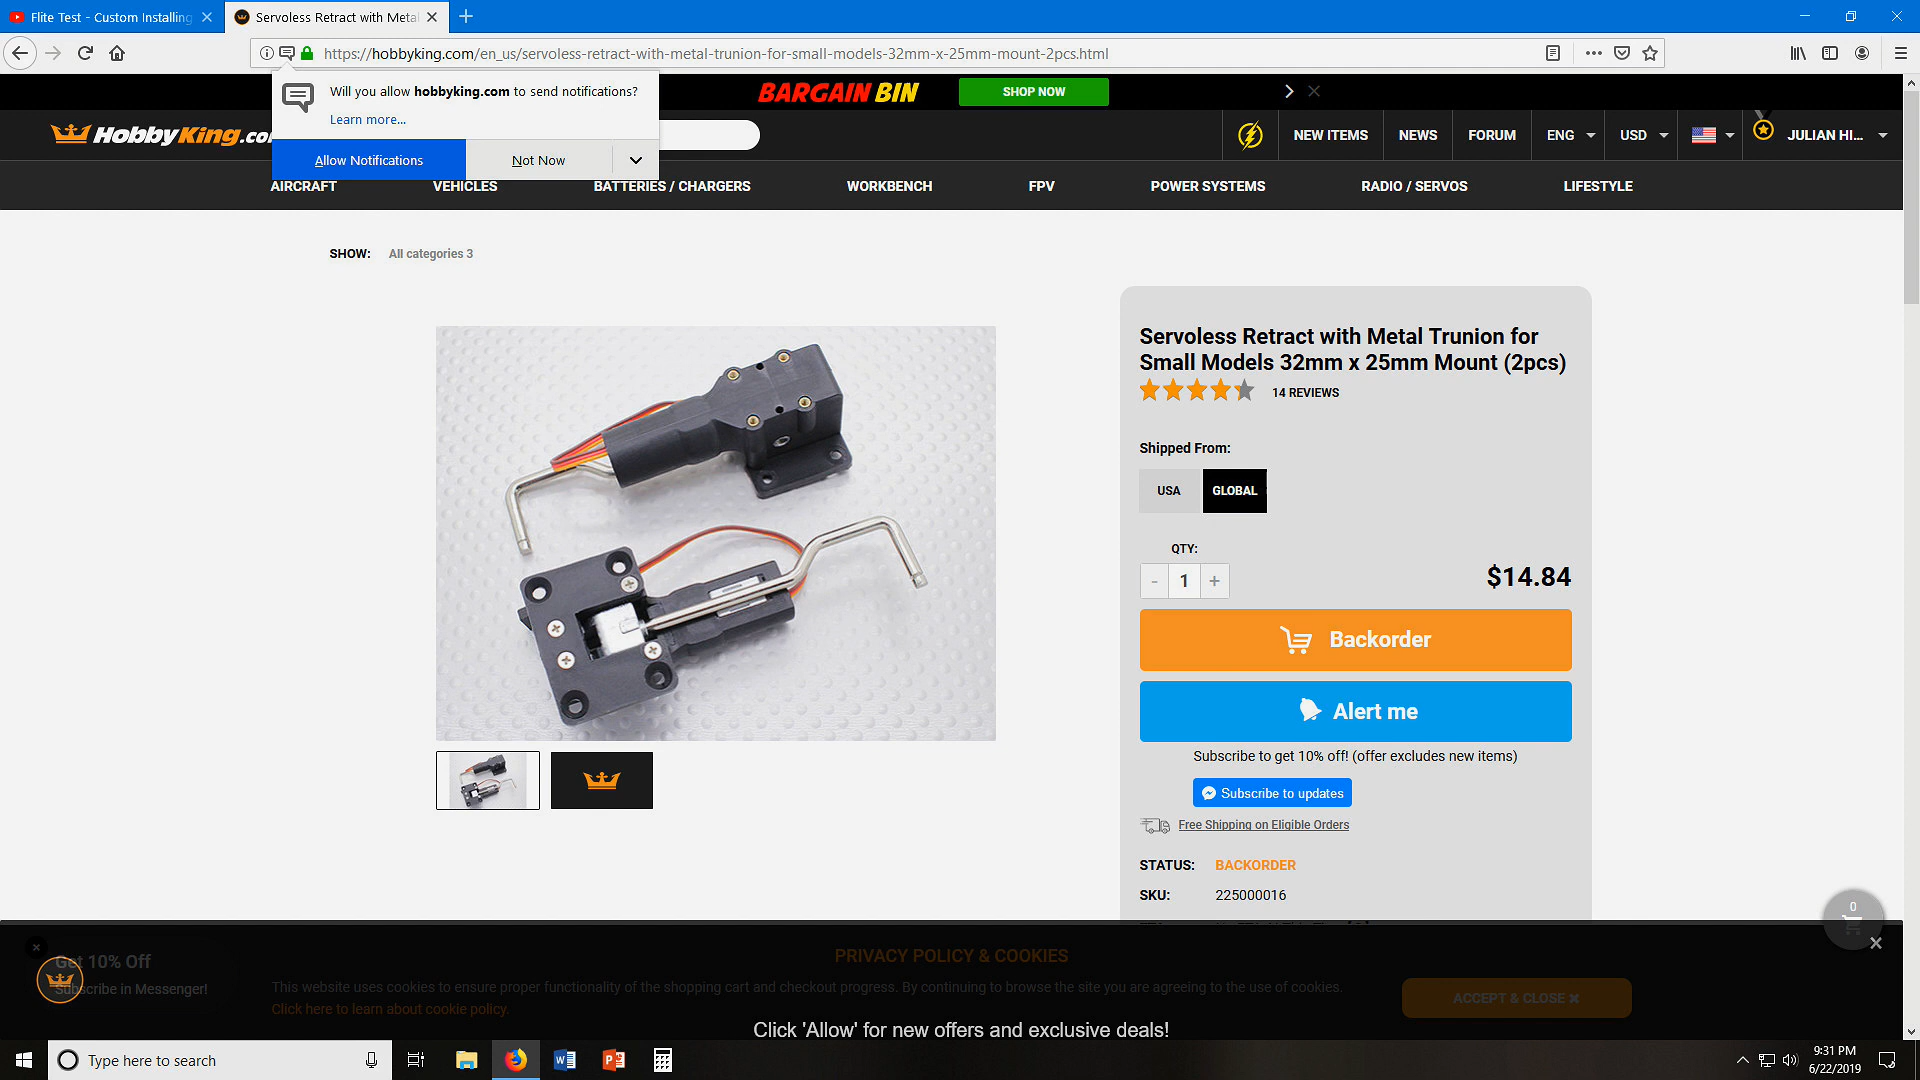 Flite Test - Custom Installing
Servoless Retract with Metal
https://hobbyking.com/en_us/servoless-retract-with-metal-trunion-for-small-models-32mm-x-25mm-mount-2pcs.html
Will you allow hobbyking.com to send notifications?
Learn more...
Allow Notifications
Not Now
BARGAIN BIN
SHOP NOW
HobbyKing.co
NEW ITEMS
NEWS
FORUM
ENG
USD
JULIAN HI...
AIRCRAFT
VEHICLES
BATTERIES / CHARGERS
WORKBENCH
FPV
POWER SYSTEMS
RADIO / SERVOS
LIFESTYLE
SHOW: All categories 3
Servoless Retract with Metal Trunion for
Small Models 32mm x 25mm Mount (2pcs)
14 REVIEWS
Shipped From:
USA
GLOBAL
QTY:
- 1 +
$14.84
Backorder
Alert me
Subscribe to get 10% off! (offer excludes new items)
Subscribe to updates
Free Shipping on Eligible Orders
STATUS: BACKORDER
SKU: 225000016
0
Get 10% Off
Subscribe in Messenger!
PRIVACY POLICY & COOKIES
This website uses cookies to ensure proper functionality of the shopping cart and checkout progress. By continuing to browse the site you are agreeing to the use of cookies.
Click here to learn about cookie policy.
ACCEPT & CLOSE ✖
Click 'Allow' for new offers and exclusive deals!
Type here to search
9:31 PM
6/22/2019